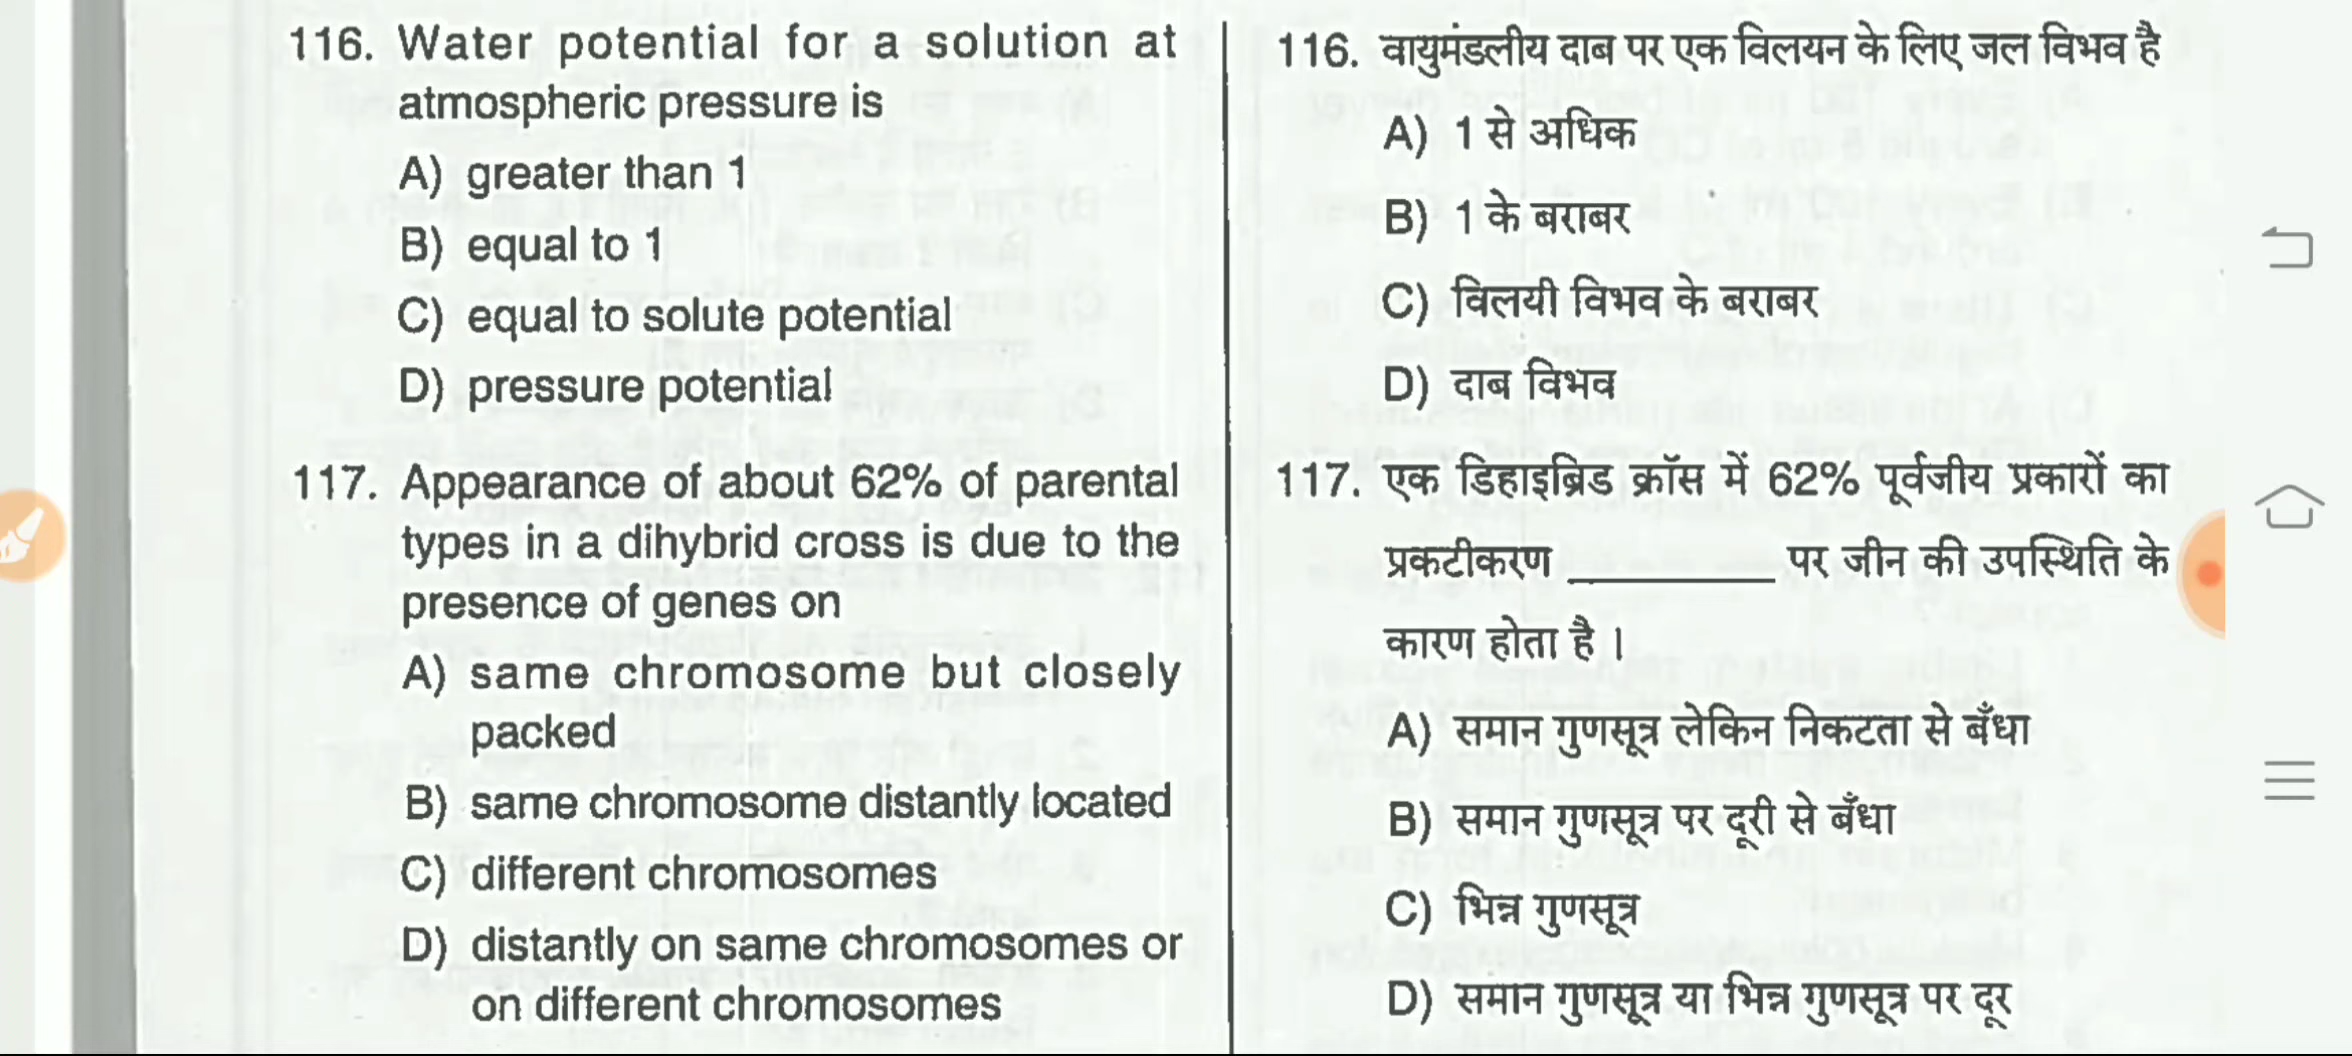 116. Water potential for a solution at
atmospheric pressure is
A) greater than 1
B) equal to 1
C) equal to solute potential
D) pressure potential
117. Appearance of about 62% of parental
types in a dihybrid cross is due to the
presence of genes on
A) same chromosome but closely
packed
B) same chromosome distantly located
C) different chromosomes
D) distantly on same chromosomes or
on different chromosomes
116. वायुमंडलीय दाब पर एक विलयन के लिए जल विभव है
A) 1 से अधिक
B) 1 के बराबर
C) विलयी विभव के बराबर
D) दाब विभव
117. एक डिहाइब्रिड क्रॉस में 62% पूर्वजीय प्रकारों का
प्रकटीकरण __________ पर जीन की उपस्थिति के
कारण होता है ।
A) समान गुणसूत्र लेकिन निकटता से बँधा
B) समान गुणसूत्र पर दूरी से बँधा
C) भिन्न गुणसूत्र
D) समान गुणसूत्र या भिन्न गुणसूत्र पर दूर